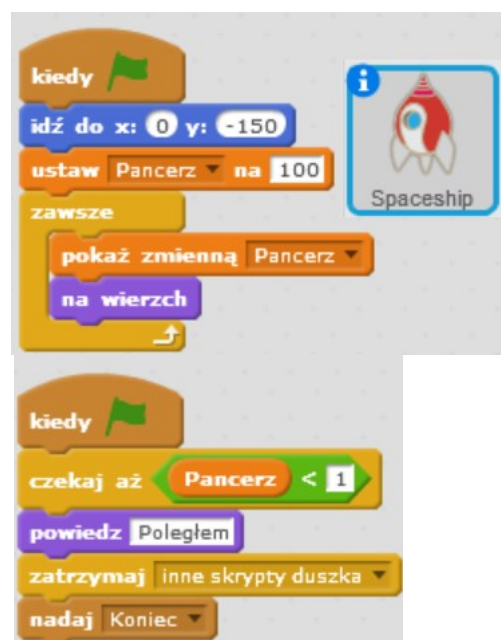 kiedy
idź do x: 0 y: -150
ustaw Pancerz na 100
zawsze
pokaż zmienną Pancerz
na wierzch
i
Spaceship
kiedy
czekaj aż Pancerz < 1
powiedz Poległem
zatrzymaj inne skrypty duszka
nadaj Koniec